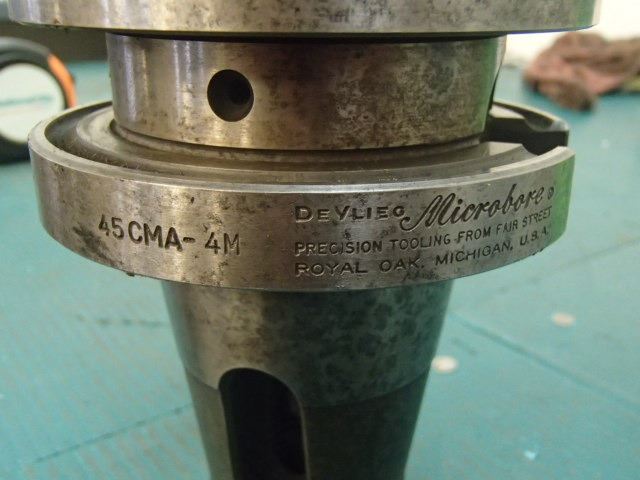 45CMA-4M
DEVLIEG Microbore ®
PRECISION TOOLING FROM FAIR STREET
ROYAL OAK, MICHIGAN, U.S.A.